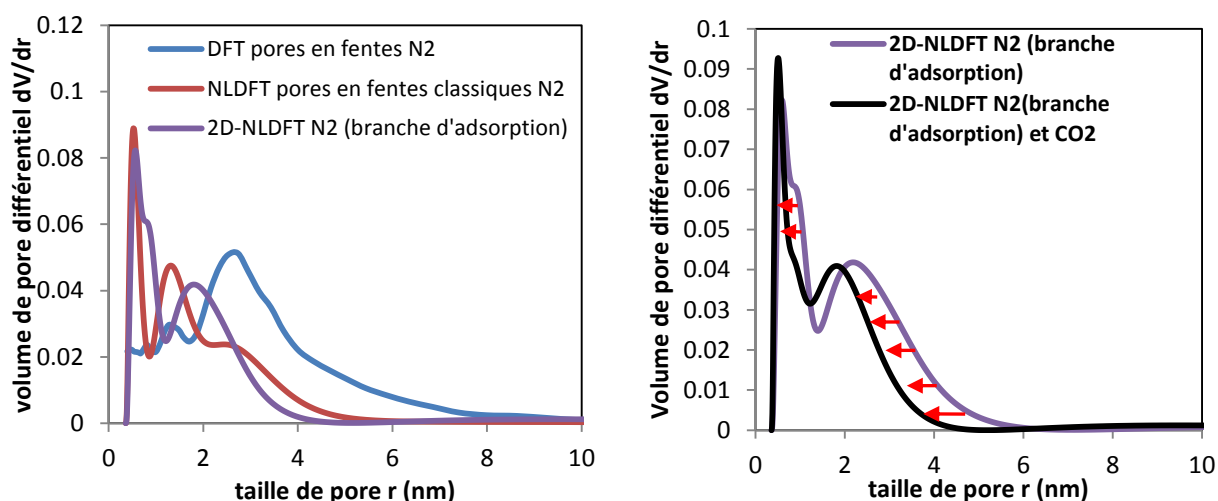 0.12
0.1
0.08
0.06
0.04
0.02
0
0 2 4 6 8 10
volume de pore différentiel dV/dr
taille de pore r (nm)
DFT pores en fentes N2
NLDFT pores en fentes classiques N2
2D-NLDFT N2 (branche d'adsorption)
0.1
0.09
0.08
0.07
0.06
0.05
0.04
0.03
0.02
0.01
0
0 2 4 6 8 10
Volume de pore différentiel dV/dr
taille de pore r (nm)
2D-NLDFT N2 (branche
d'adsorption)
2D-NLDFT N2(branche
d'adsorption) et CO2